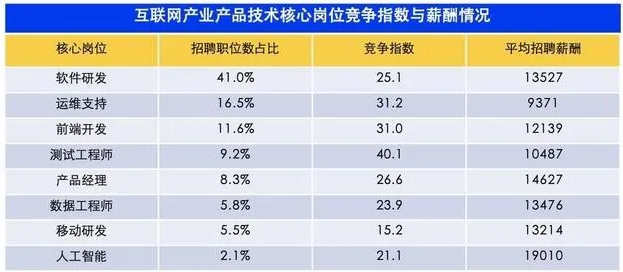 互联网产业产品技术核心岗位竞争指数与薪酬情况
核心岗位 招聘职位数占比 竞争指数 平均招聘薪酬
软件研发 41.0% 25.1 13527
运维支持 16.5% 31.2 9371
前端开发 11.6% 31.0 12139
测试工程师 9.2% 40.1 10487
产品经理 8.3% 26.6 14627
数据工程师 5.8% 23.9 13476
移动研发 5.5% 15.2 13214
人工智能 2.1% 21.1 19010